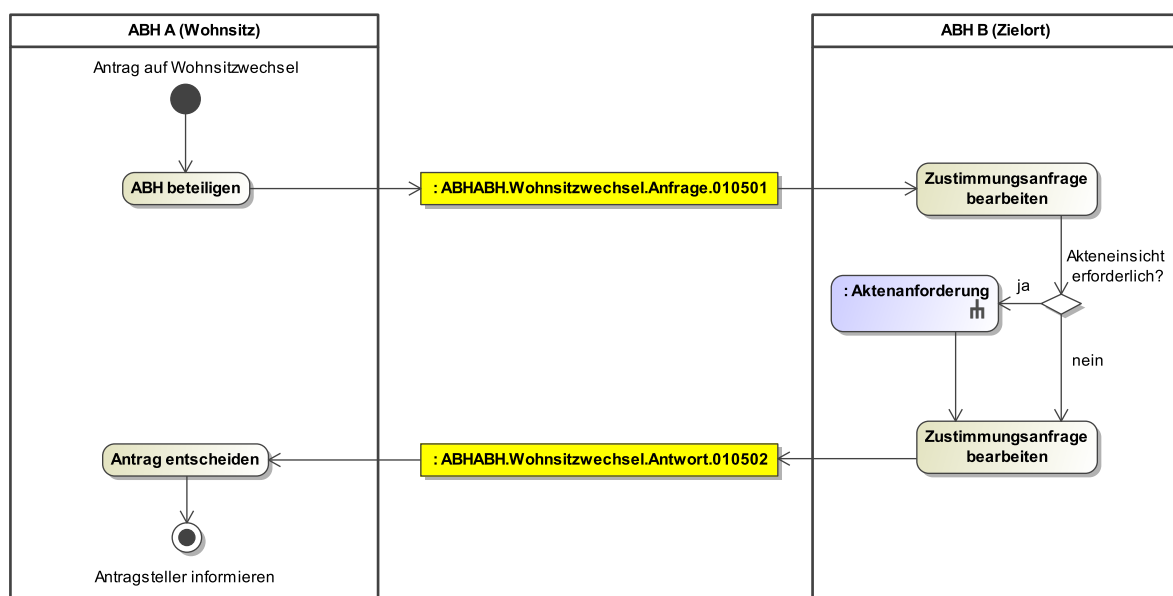 ABH A (Wohnsitz)
ABH B (Zielort)
Antrag auf Wohnsitzwechsel
ABH beteiligen
: ABHABH.Wohnsitzwechsel.Anfrage.010501
Zustimmungsanfrage
bearbeiten
Akteneinsicht
erforderlich?
ja
: Aktenanforderung
nein
Zustimmungsanfrage
bearbeiten
: ABHABH.Wohnsitzwechsel.Antwort.010502
Antrag entscheiden
Antragsteller informieren